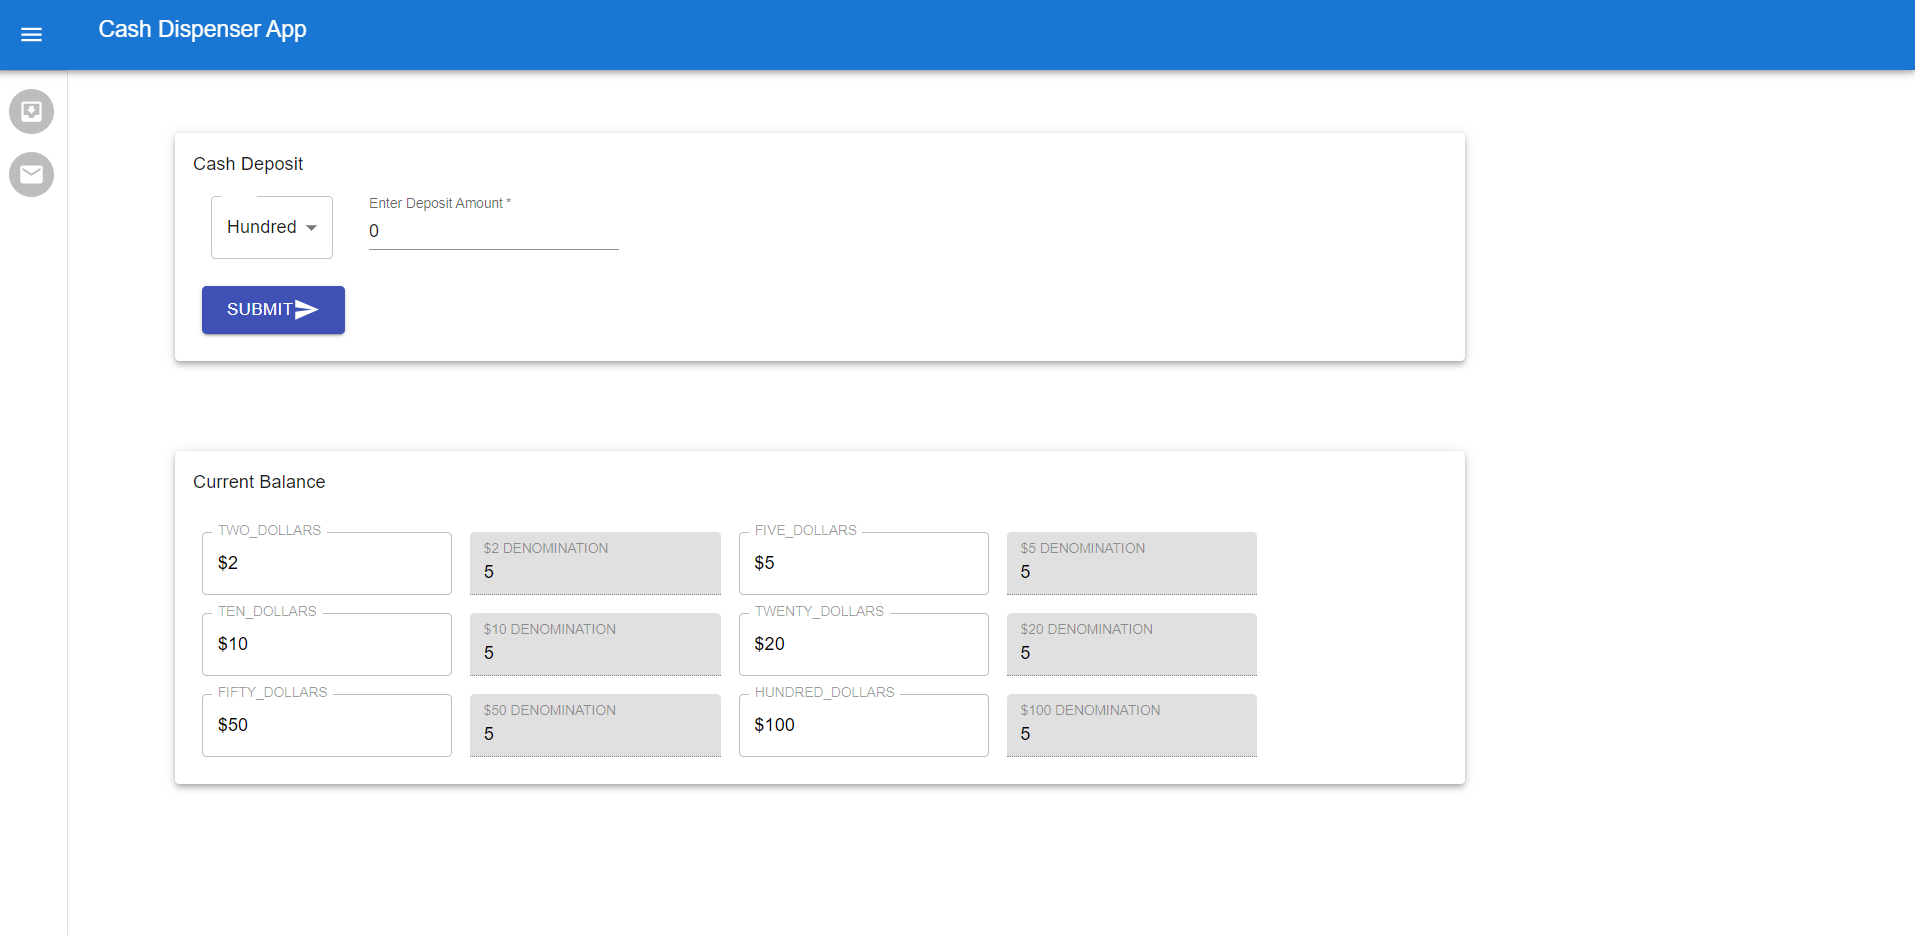 Cash Dispenser App
Cash Deposit
Enter Deposit Amount *
Hundred
0
SUBMIT
Current Balance
TWO_DOLLARS
$2
$2 DENOMINATION
5
FIVE_DOLLARS
$5
$5 DENOMINATION
5
TEN_DOLLARS
$10
$10 DENOMINATION
5
TWENTY_DOLLARS
$20
$20 DENOMINATION
5
FIFTY_DOLLARS
$50
$50 DENOMINATION
5
HUNDRED_DOLLARS
$100
$100 DENOMINATION
5